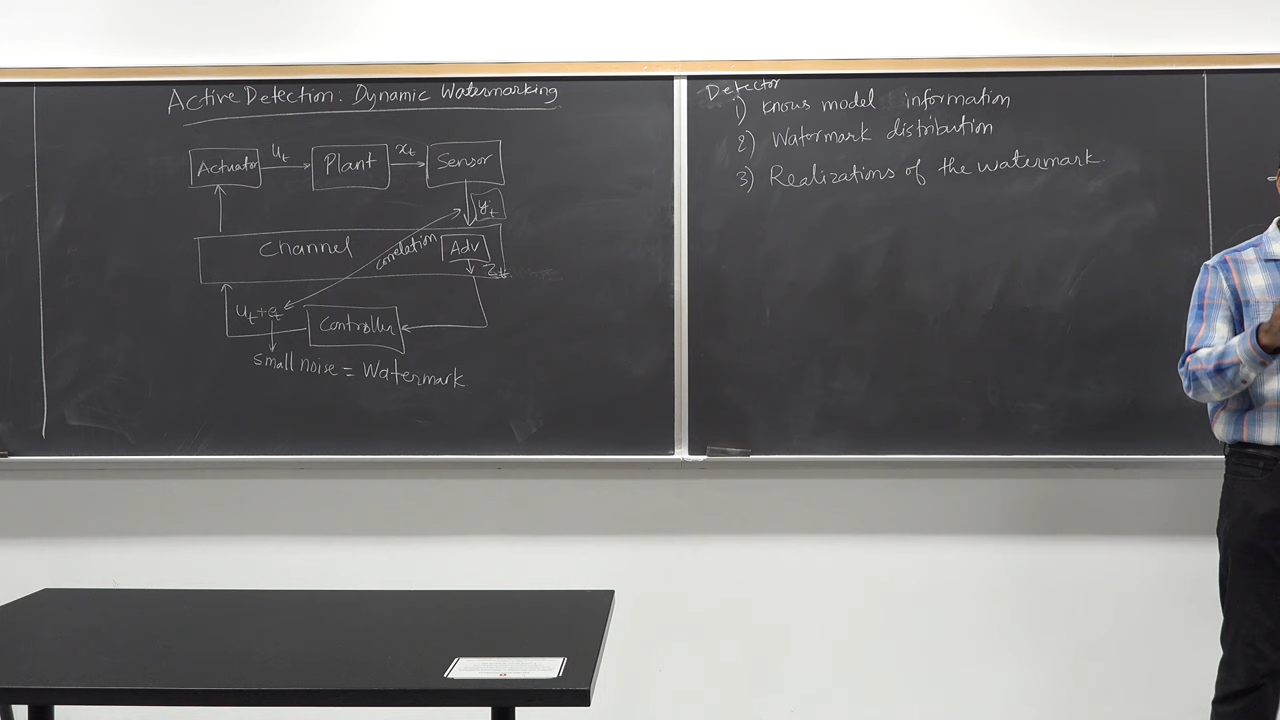 Active Detection: Dynamic Watermarking
Actuator
u_t
Plant
x_t
Sensor
y_t
Channel
correlation
Adv
z_t
u_t + e_t
Controller
small noise = Watermark
Detector
1) Knows model information
2) Watermark distribution
3) Realizations of the watermark.